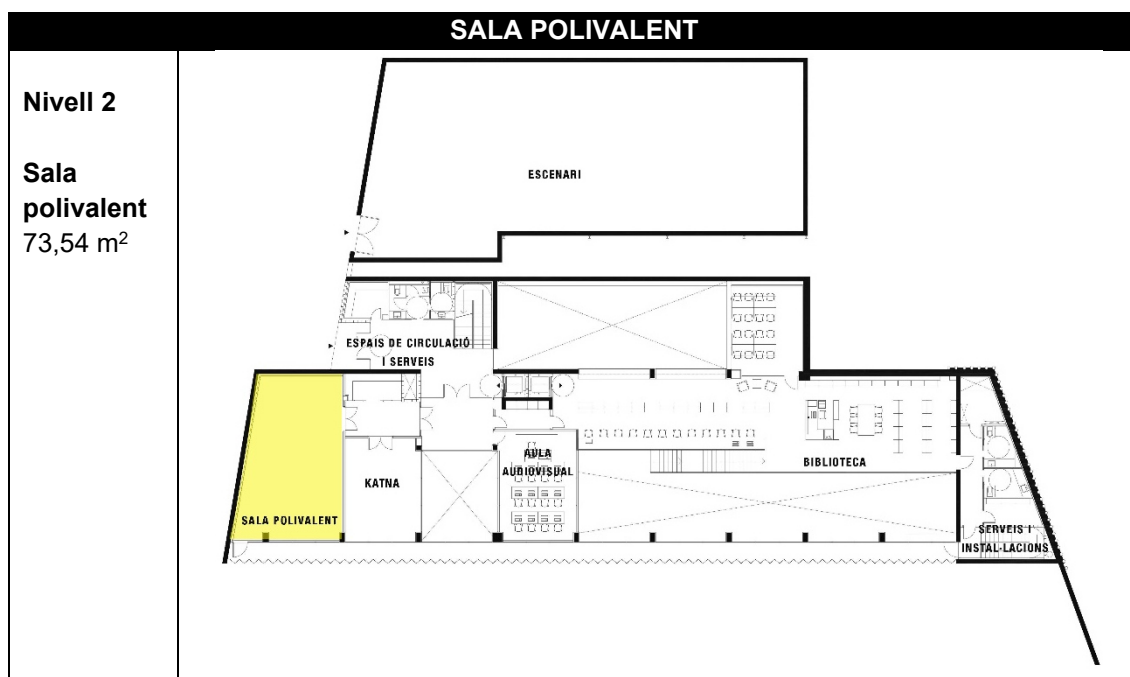 SALA POLIVALENT
Nivell 2
Sala
polivalent
73,54 m²
ESCENARI
ESPAIS DE CIRCULACIÓ
I SERVEIS
AULA
AUDIOVISUAL
BIBLIOTECA
KATNA
SALA POLIVALENT
SERVEIS I
INSTAL·LACIONS